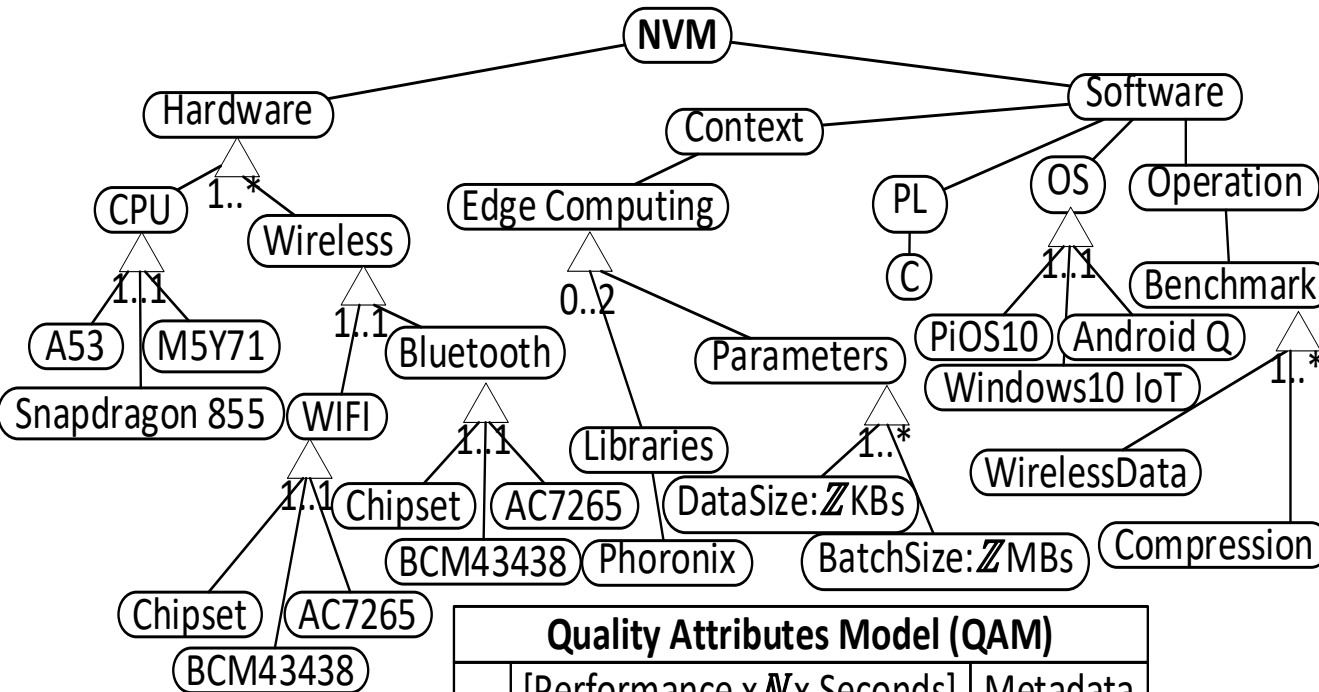 NVM
Hardware
Software
Context
CPU
1..*
Wireless
Edge Computing
PL
OS
Operation
C
1..1
A53
M5Y71
Snapdragon 855
1..1
WIFI
Bluetooth
0..2
Parameters
1..1
PiOS10
Android Q
Windows10 IoT
Benchmark
1..*
1..1
Chipset
AC7265
BCM43438
Libraries
Phoronix
1..*
DataSize:ℤKBs
BatchSize:ℤMBs
WirelessData
Compression
1..1
Chipset
AC7265
BCM43438
Quality Attributes Model (QAM)
[Performance x ℕ x Seconds] Metadata